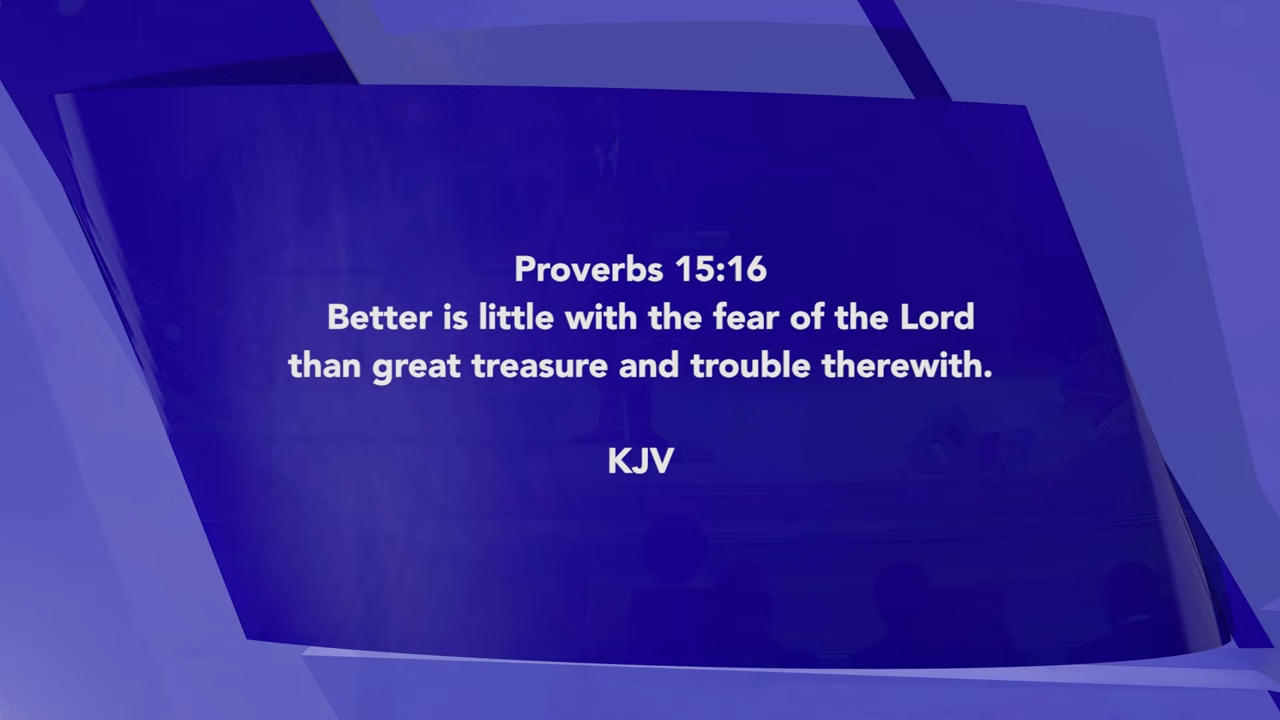 Proverbs 15:16
Better is little with the fear of the Lord
than great treasure and trouble therewith.
KJV